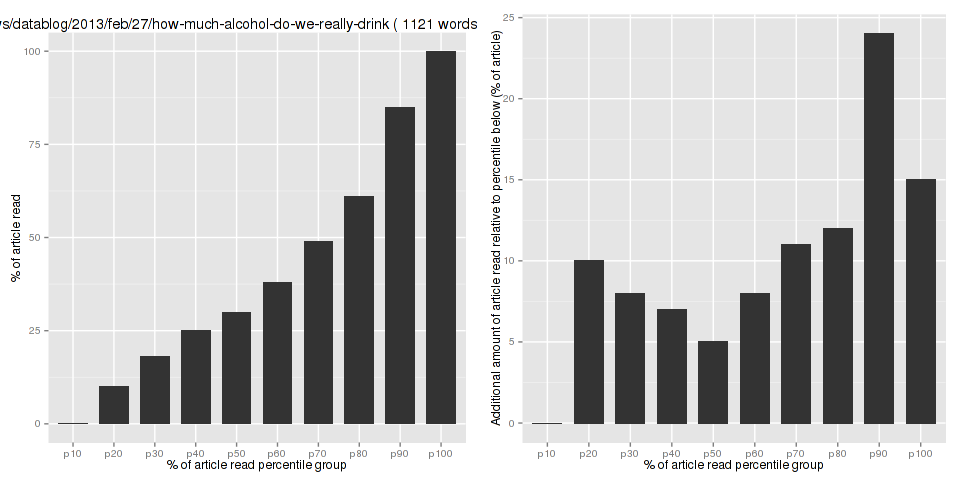 /s/datablog/2013/feb/27/how-much-alcohol-do-we-really-drink ( 1121 words
% of article read
100
75
50
25
0
p10 p20 p30 p40 p50 p60 p70 p80 p90 p100
% of article read percentile group
Additional amount of article read relative to percentile below (% of article)
25
20
15
10
5
0
p10 p20 p30 p40 p50 p60 p70 p80 p90 p100
% of article read percentile group